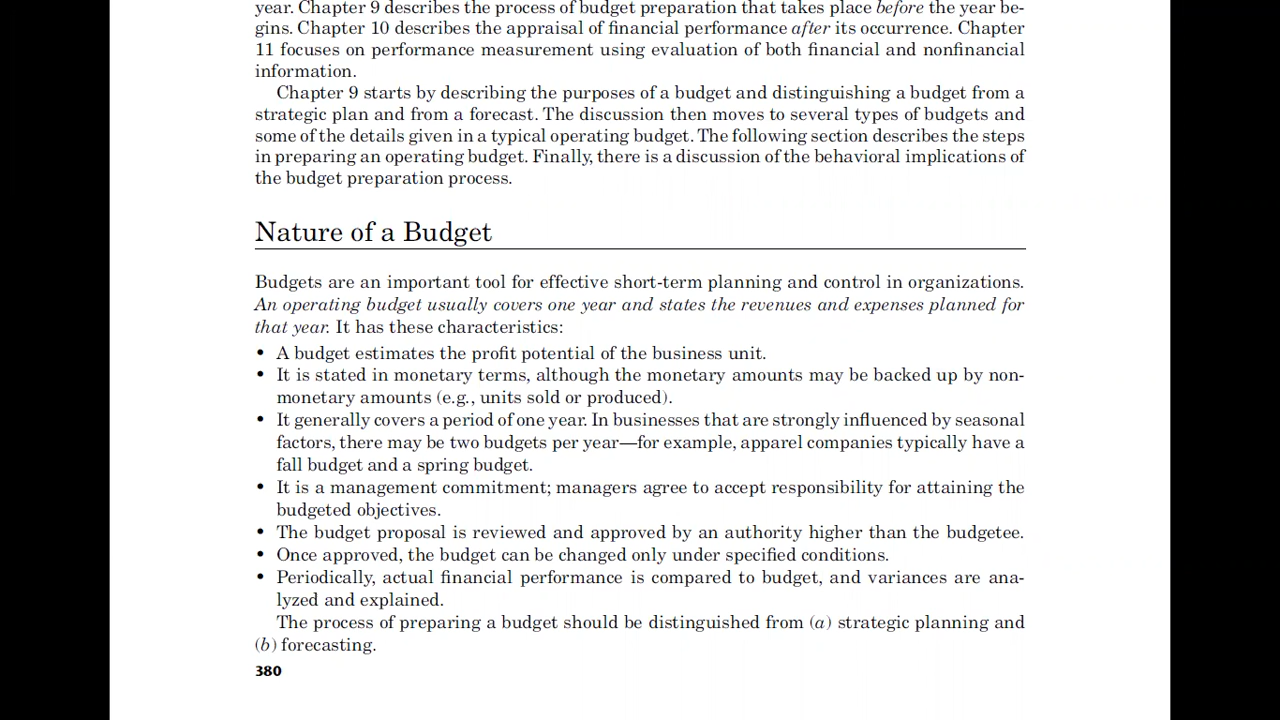 year. Chapter 9 describes the process of budget preparation that takes place before the year be-
gins. Chapter 10 describes the appraisal of financial performance after its occurrence. Chapter
11 focuses on performance measurement using evaluation of both financial and nonfinancial
information.
Chapter 9 starts by describing the purposes of a budget and distinguishing a budget from a
strategic plan and from a forecast. The discussion then moves to several types of budgets and
some of the details given in a typical operating budget. The following section describes the steps
in preparing an operating budget. Finally, there is a discussion of the behavioral implications of
the budget preparation process.
Nature of a Budget
Budgets are an important tool for effective short-term planning and control in organizations.
An operating budget usually covers one year and states the revenues and expenses planned for
that year. It has these characteristics:
• A budget estimates the profit potential of the business unit.
• It is stated in monetary terms, although the monetary amounts may be backed up by non-
monetary amounts (e.g., units sold or produced).
• It generally covers a period of one year. In businesses that are strongly influenced by seasonal
factors, there may be two budgets per year—for example, apparel companies typically have a
fall budget and a spring budget.
• It is a management commitment; managers agree to accept responsibility for attaining the
budgeted objectives.
• The budget proposal is reviewed and approved by an authority higher than the budgetee.
• Once approved, the budget can be changed only under specified conditions.
• Periodically, actual financial performance is compared to budget, and variances are ana-
lyzed and explained.
The process of preparing a budget should be distinguished from (a) strategic planning and
(b) forecasting.
380